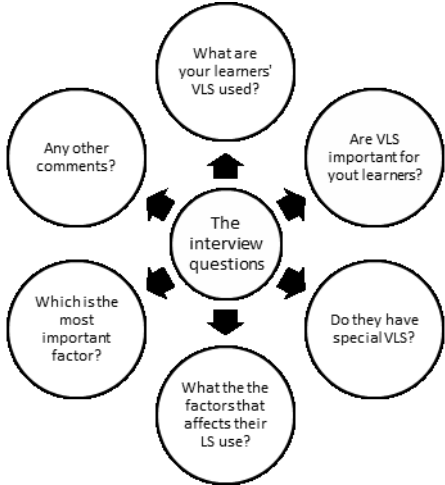 What are
your learners'
VLS used?
Any other
comments?
Are VLS
important for
yout learners?
The
interview
questions
Which is the
most
important
factor?
Do they have
special VLS?
What the the
factors that
affects their
LS use?